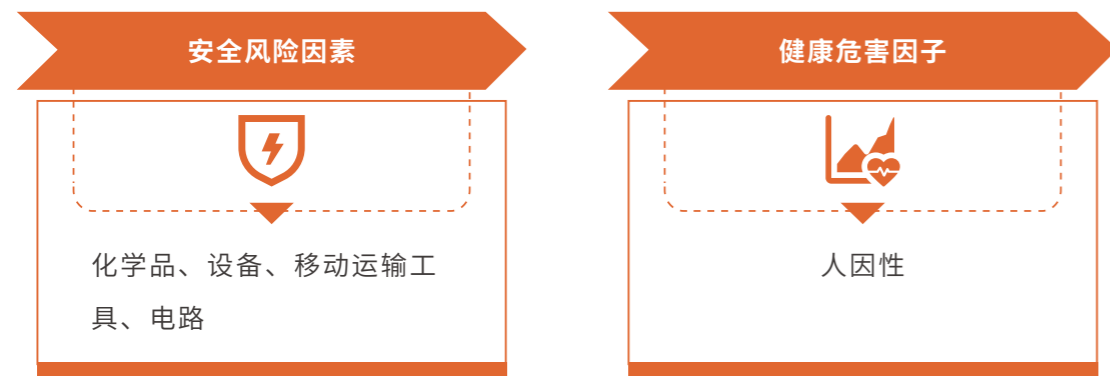 安全风险因素
化学品、设备、移动运输工
具、电路
健康危害因子
人因性